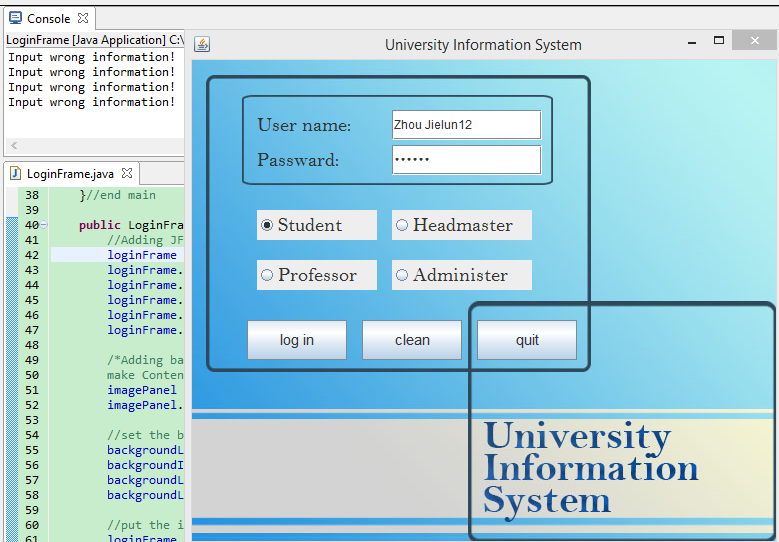 Console
LoginFrame [Java Application] C:\
Input wrong information!
Input wrong information!
Input wrong information!
Input wrong information!
LoginFrame.java
38 }//end main
39
40 public LoginFra
41 //Adding JF
42 loginFrame
43 loginFrame.
44 loginFrame.
45 loginFrame.
46 loginFrame.
47 loginFrame.
48
49 /*Adding ba
50 make Conten
51 imagePanel
52 imagePanel.
53
54 //set the b
55 backgroundL
56 backgroundI
57 backgroundL
58 backgroundL
59
60 //put the i
61 loginFrame
University Information System
User name: Zhou Jielun12
Passward: ••••••
Student Headmaster
Professor Administer
log in clean quit
University
Information
System